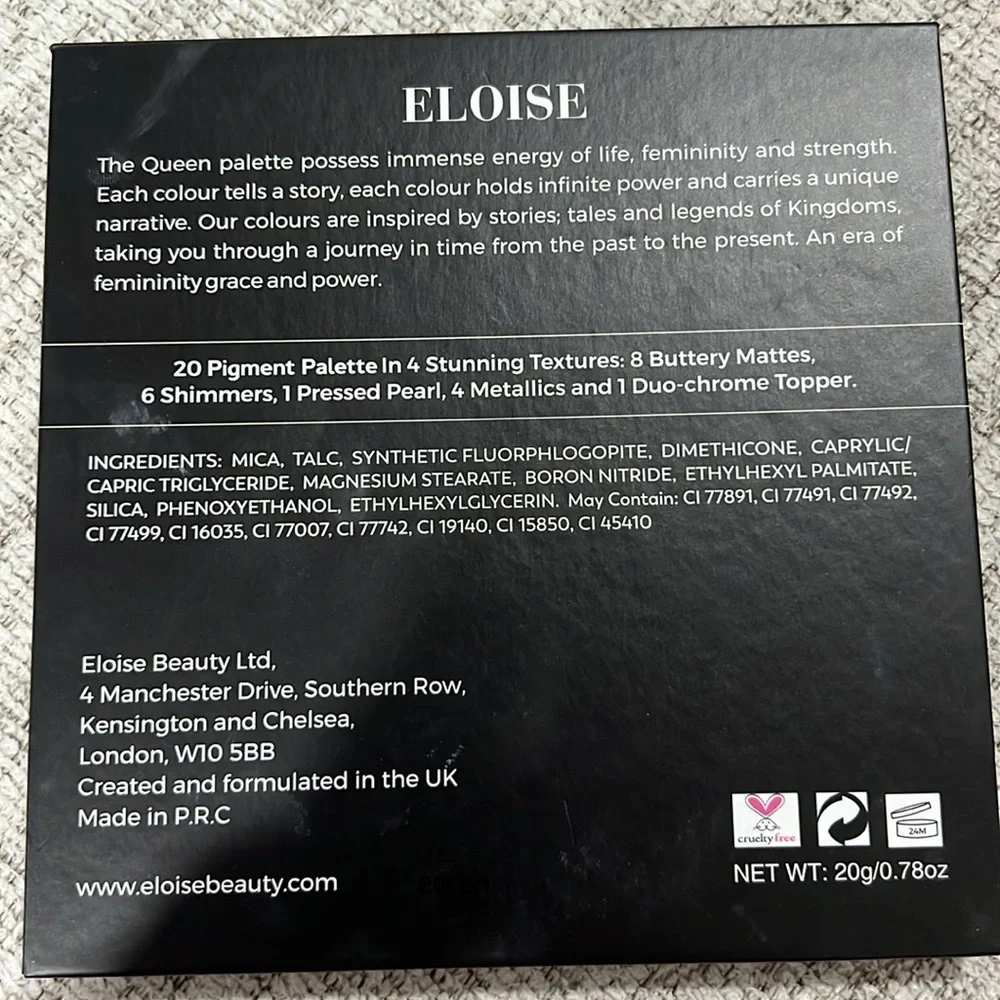 ELOISE
The Queen palette possess immense energy of life, femininity and strength.
Each colour tells a story, each colour holds infinite power and carries a unique
narrative. Our colours are inspired by stories; tales and legends of Kingdoms,
taking you through a journey in time from the past to the present. An era of
femininity grace and power.
20 Pigment Palette In 4 Stunning Textures: 8 Buttery Mattes,
6 Shimmers, 1 Pressed Pearl, 4 Metallics and 1 Duo-chrome Topper.
INGREDIENTS: MICA, TALC, SYNTHETIC FLUORPHLOGOPITE, DIMETHICONE, CAPRYLIC/
CAPRIC TRIGLYCERIDE, MAGNESIUM STEARATE, BORON NITRIDE, ETHYLHEXYL PALMITATE,
SILICA, PHENOXYETHANOL, ETHYLHEXYLGLYCERIN. May Contain: CI 77891, CI 77491, CI 77492,
CI 77499, CI 16035, CI 77007, CI 77742, CI 19140, CI 15850, CI 45410
Eloise Beauty Ltd,
4 Manchester Drive, Southern Row,
Kensington and Chelsea,
London, W10 5BB
Created and formulated in the UK
Made in P.R.C
www.eloisebeauty.com
cruelty free
24M
NET WT: 20g/0.78oz